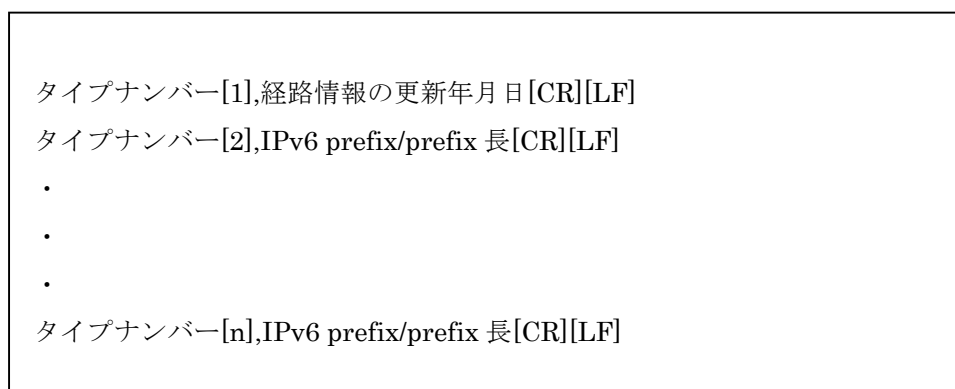 タイプナンバー[1],経路情報の更新年月日[CR][LF]
タイプナンバー[2],IPv6 prefix/prefix 長[CR][LF]
・
・
・
タイプナンバー[n],IPv6 prefix/prefix 長[CR][LF]